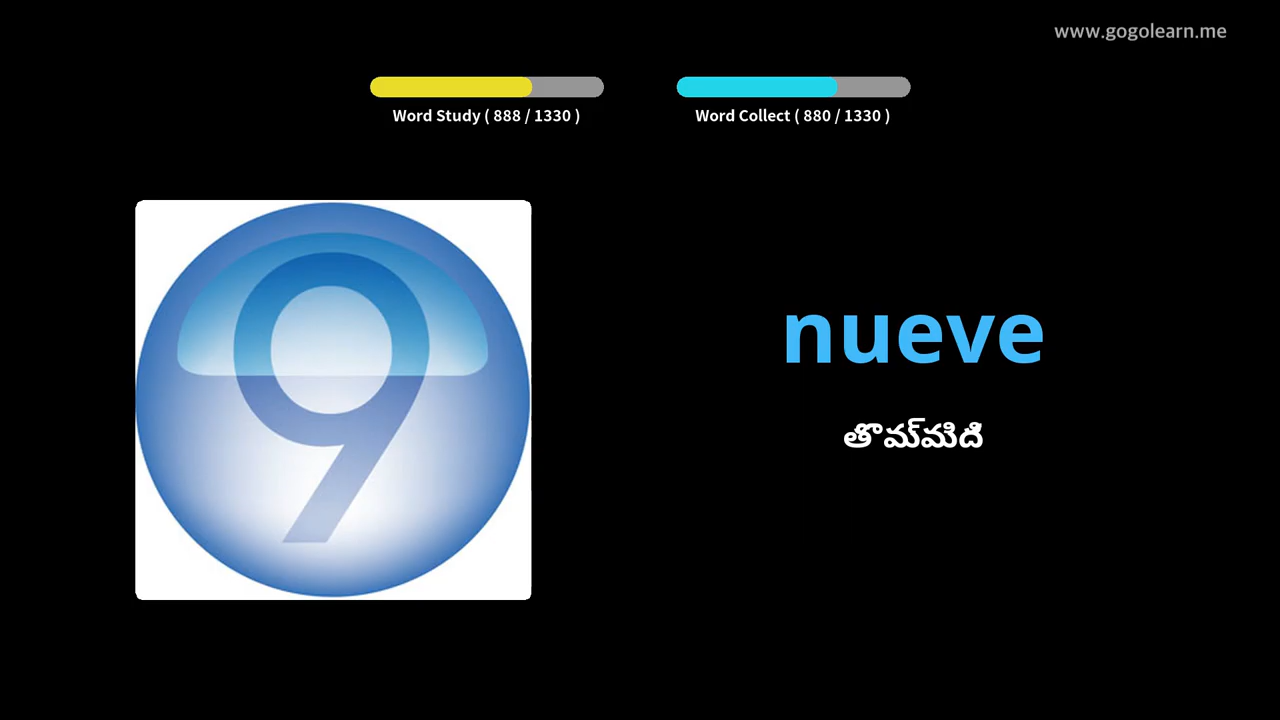 www.gogolearn.me
Word Study ( 888 / 1330 )
Word Collect ( 880 / 1330 )
9
nueve
తొమ్మిది